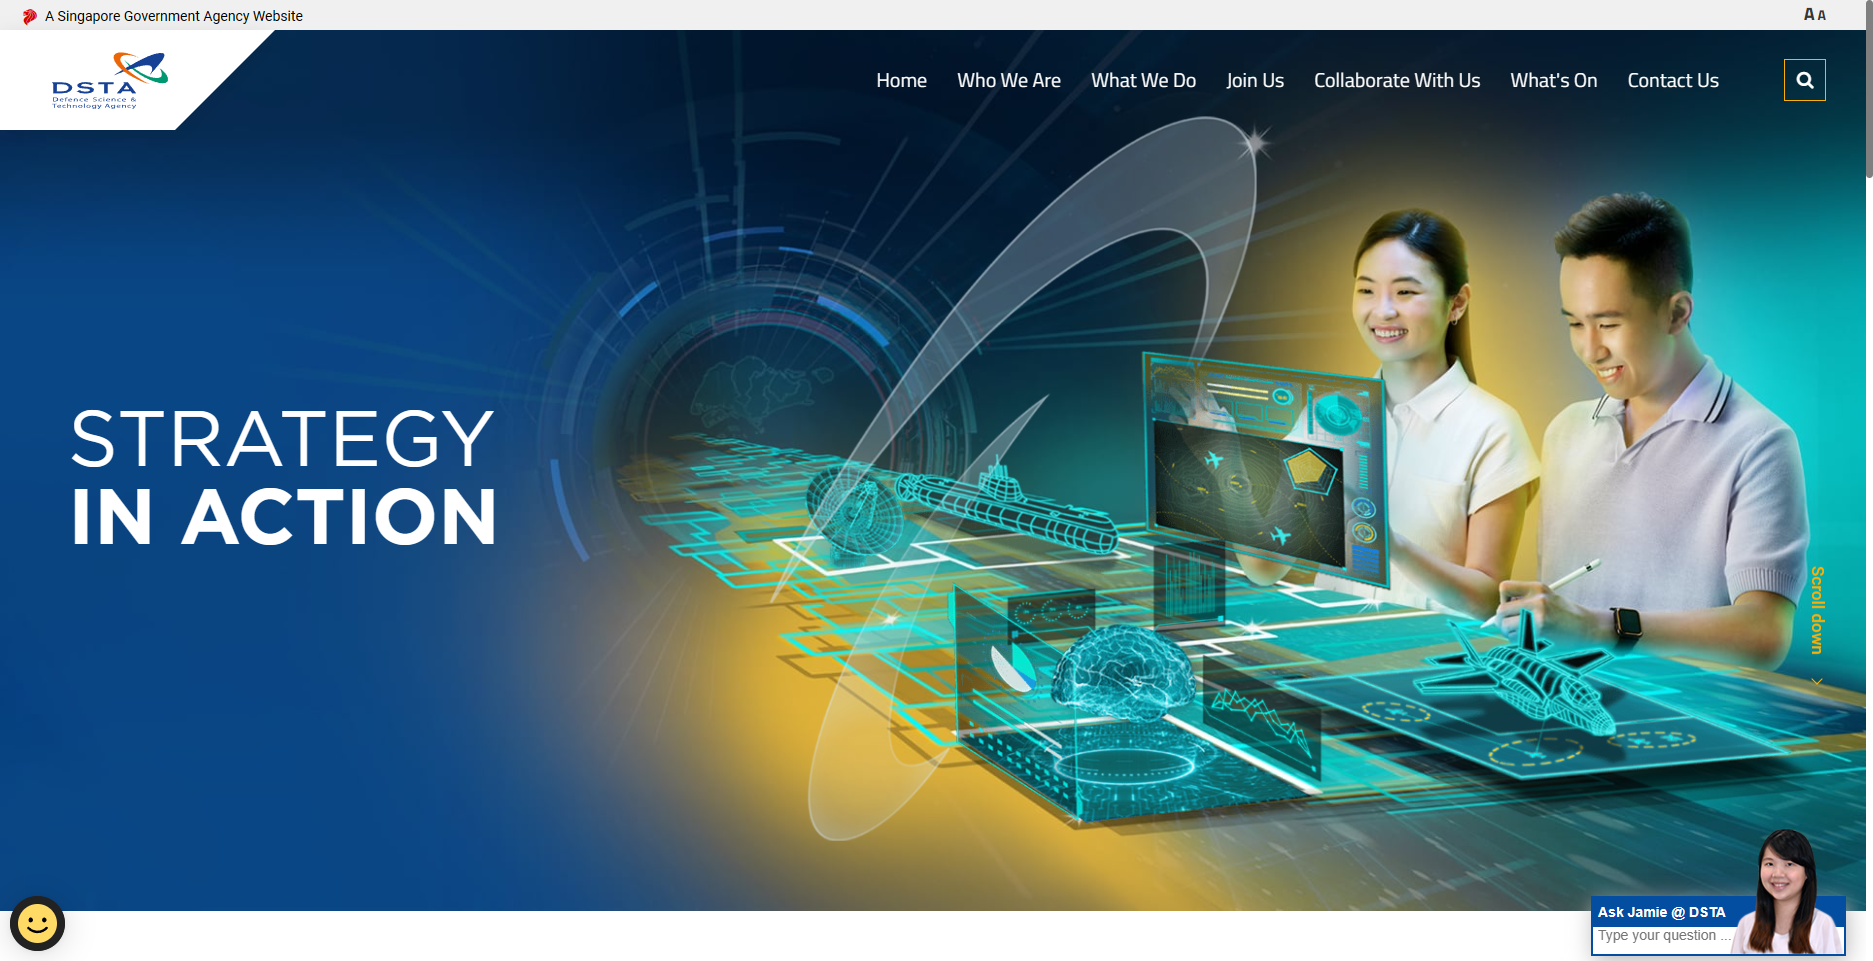 A Singapore Government Agency Website
A A
DSTA
Defence Science &
Technology Agency
Home Who We Are What We Do Join Us Collaborate With Us What's On Contact Us
STRATEGY
IN ACTION
Scroll down
Ask Jamie @ DSTA
Type your question ...